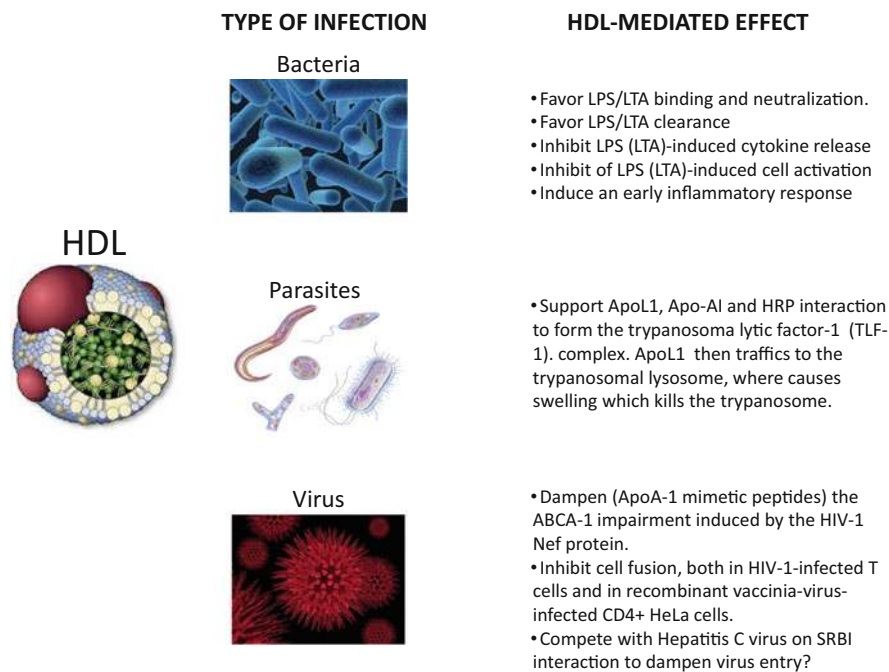 TYPE OF INFECTION
HDL-MEDIATED EFFECT
Bacteria
•Favor LPS/LTA binding and neutralization.
•Favor LPS/LTA clearance
•Inhibit LPS (LTA)-induced cytokine release
•Inhibit of LPS (LTA)-induced cell activation
•Induce an early inflammatory response
HDL
Parasites
•Support ApoL1, Apo-AI and HRP interaction
to form the trypanosoma lytic factor-1 (TLF-
1). complex. ApoL1 then traffics to the
trypanosomal lysosome, where causes
swelling which kills the trypanosome.
Virus
•Dampen (ApoA-1 mimetic peptides) the
ABCA-1 impairment induced by the HIV-1
Nef protein.
•Inhibit cell fusion, both in HIV-1-infected T
cells and in recombinant vaccinia-virus-
infected CD4+ HeLa cells.
•Compete with Hepatitis C virus on SRBI
interaction to dampen virus entry?